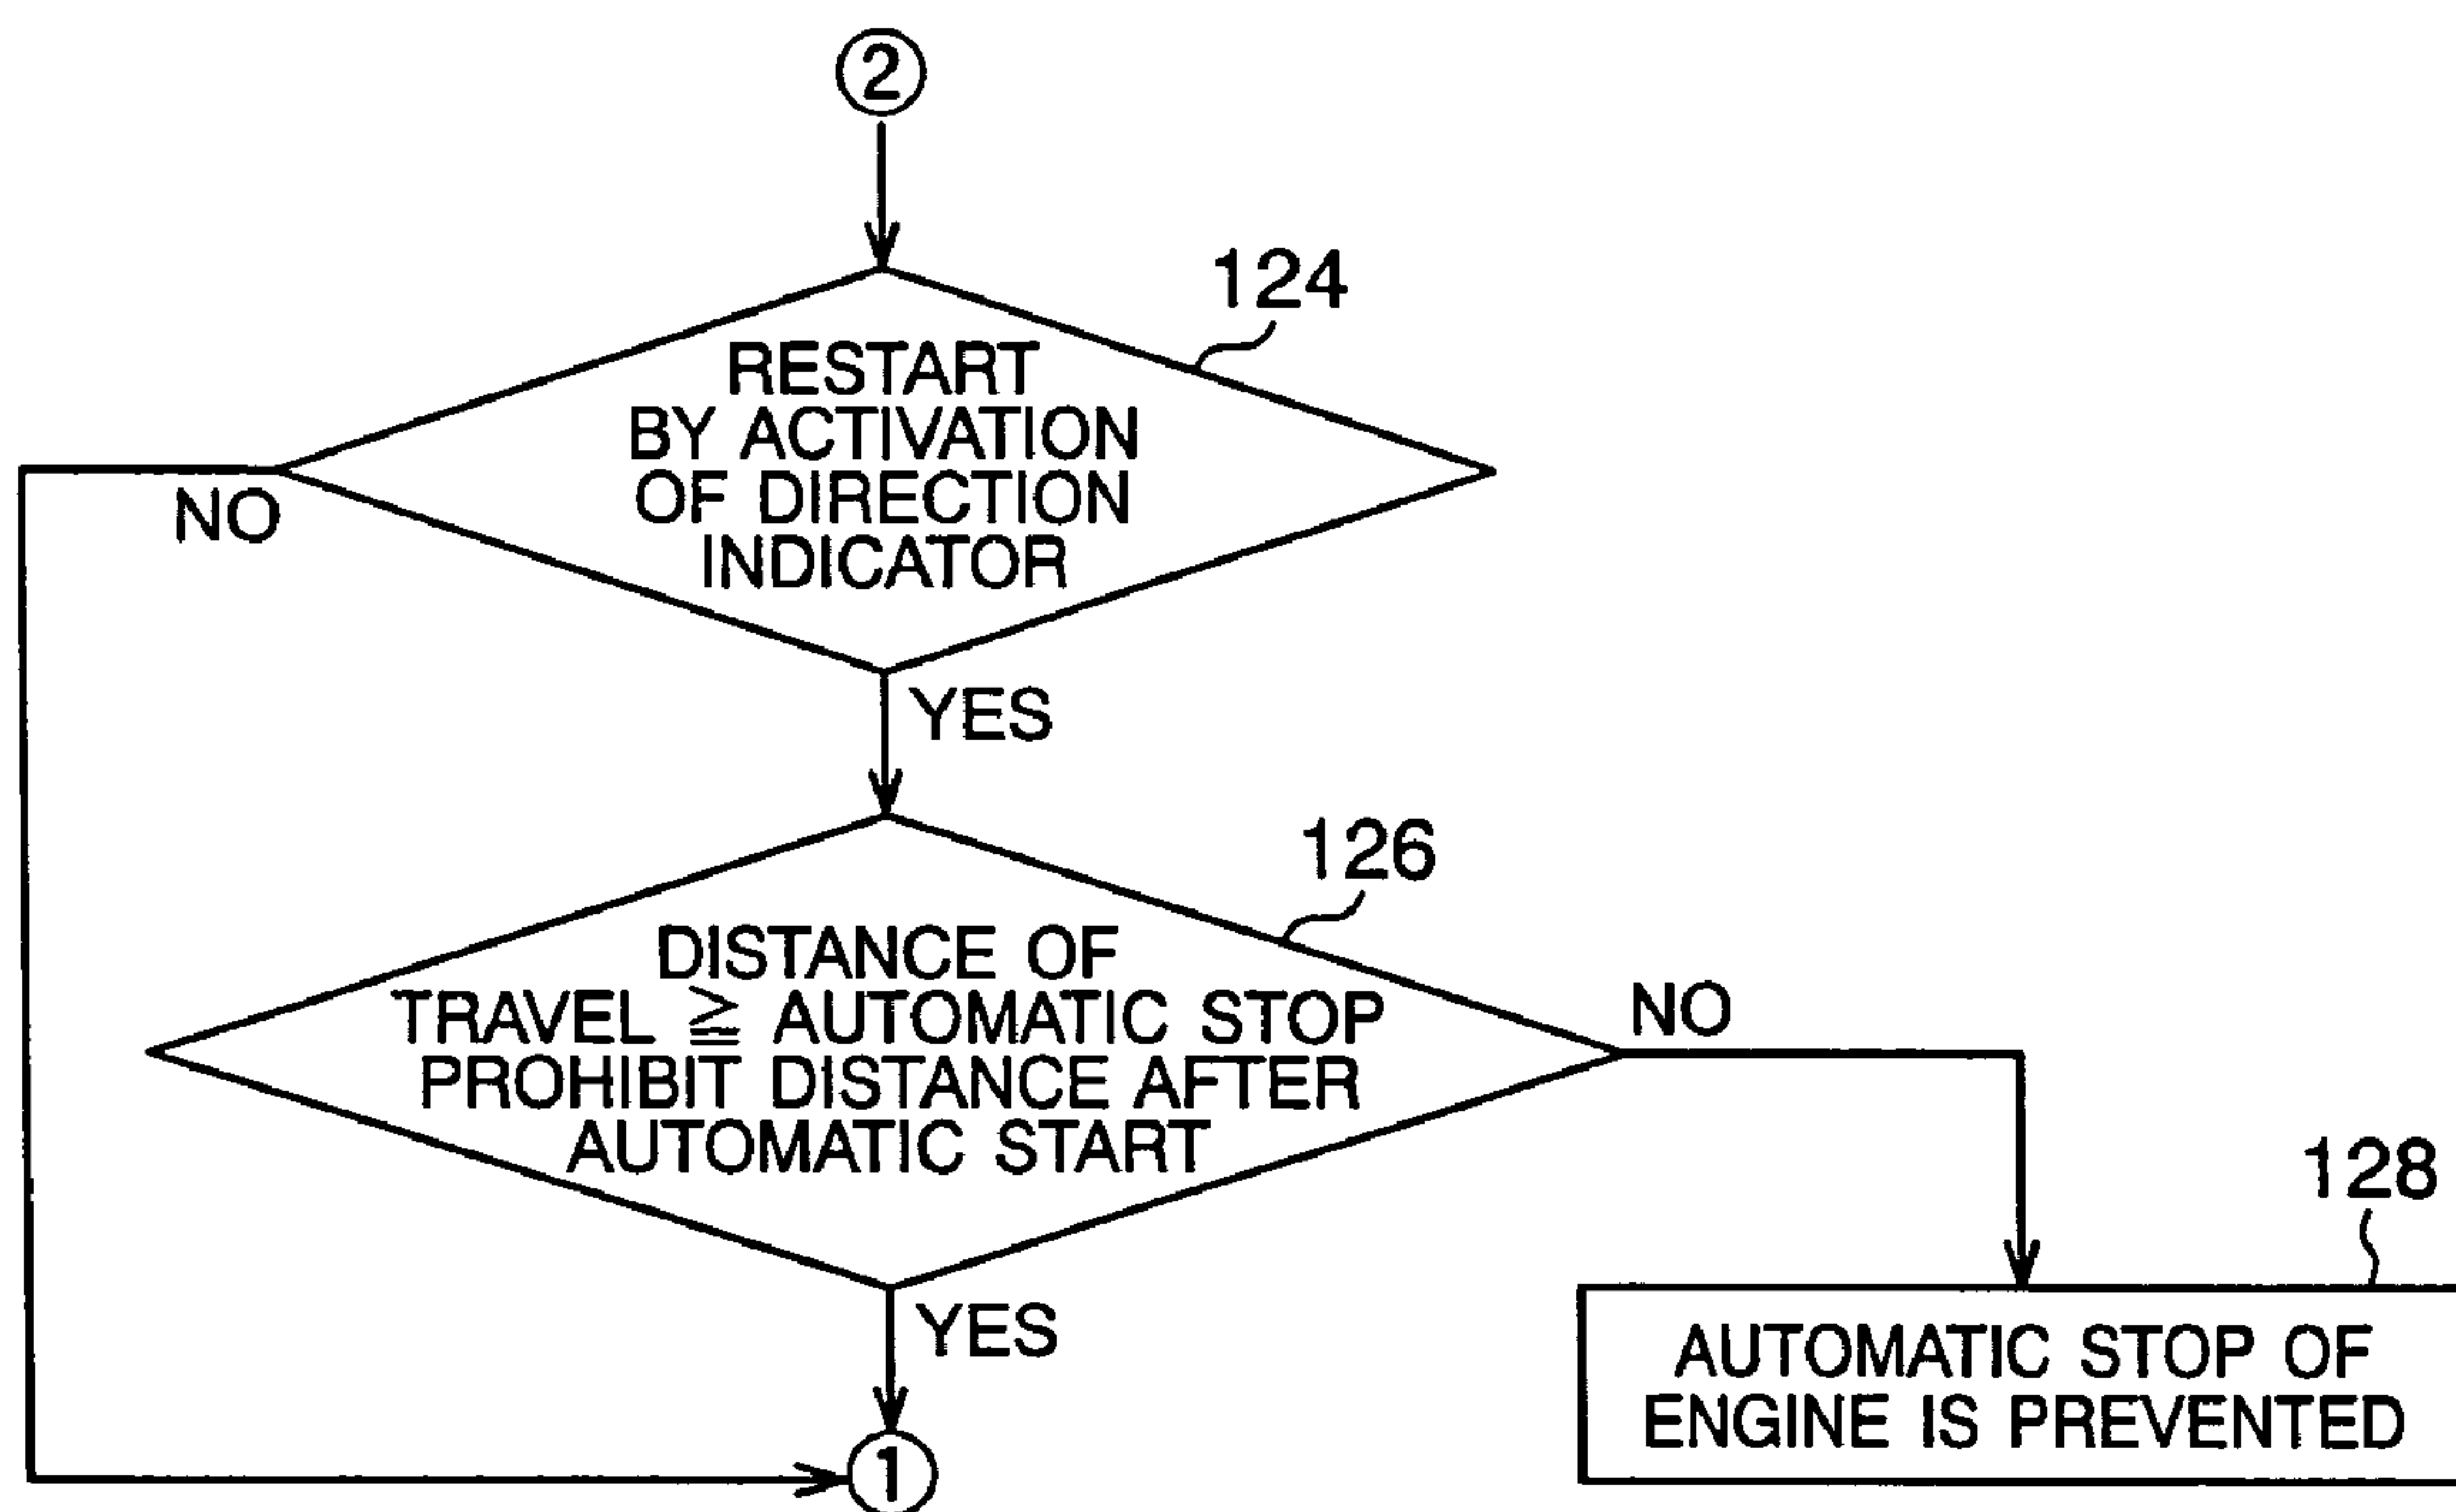 ②
124
RESTART
BY ACTIVATION
OF DIRECTION
INDICATOR
NO
YES
126
DISTANCE OF
TRAVEL ≧ AUTOMATIC STOP
PROHIBIT DISTANCE AFTER
AUTOMATIC START
NO
YES
128
AUTOMATIC STOP OF
ENGINE IS PREVENTED
①